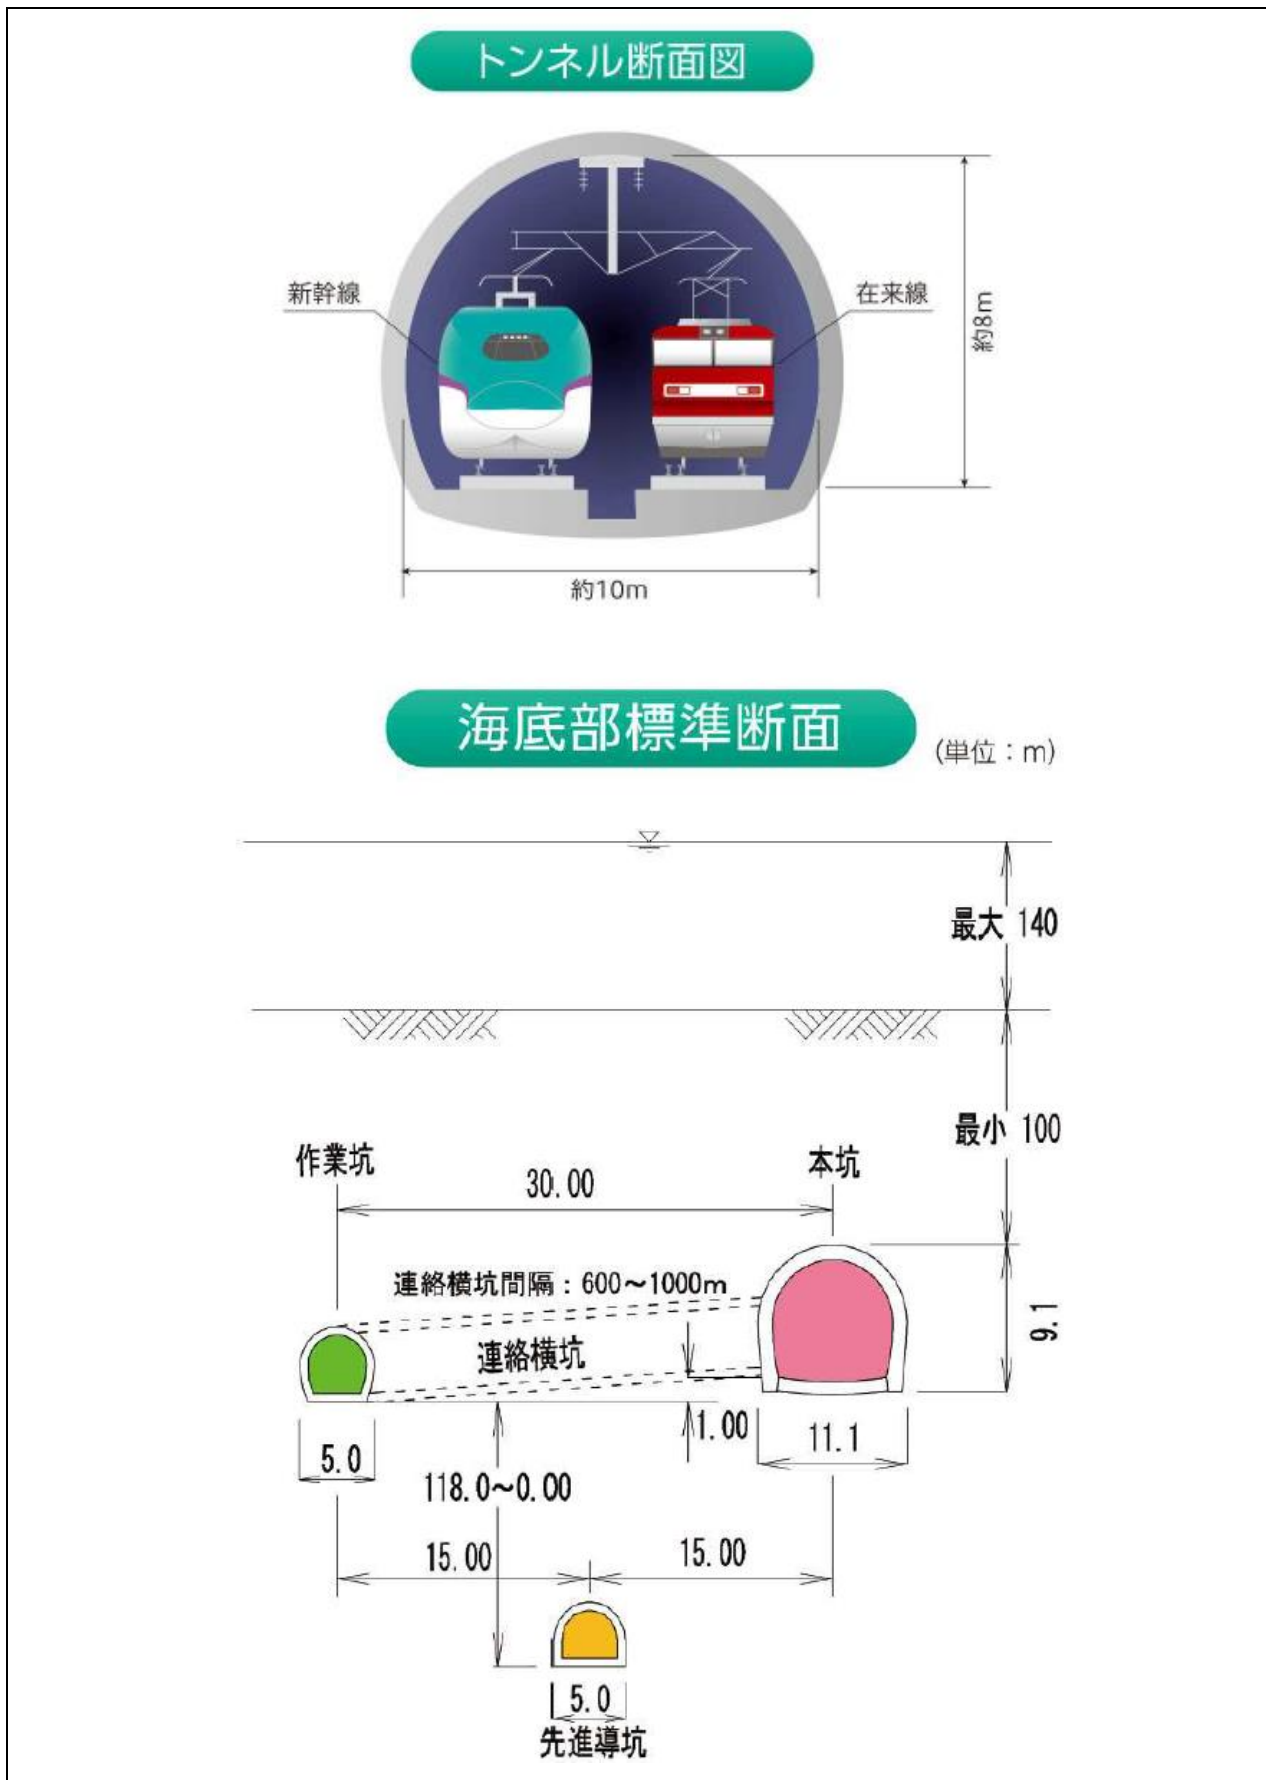 トンネル断面図
新幹線
在来線
約8m
約10m
海底部標準断面
(単位：m)
最大 140
最小 100
作業坑
本坑
30.00
連絡横坑間隔：600～1000m
9.1
連絡横坑
1.00
11.1
5.0
118.0～0.00
15.00
15.00
5.0
先進導坑